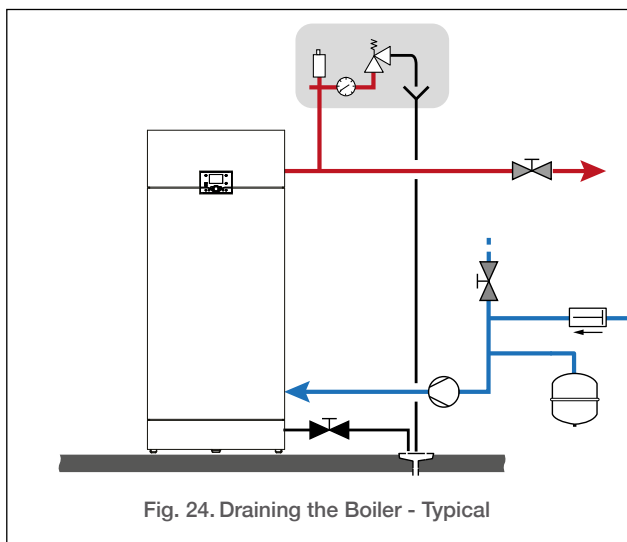 Fig. 24. Draining the Boiler - Typical